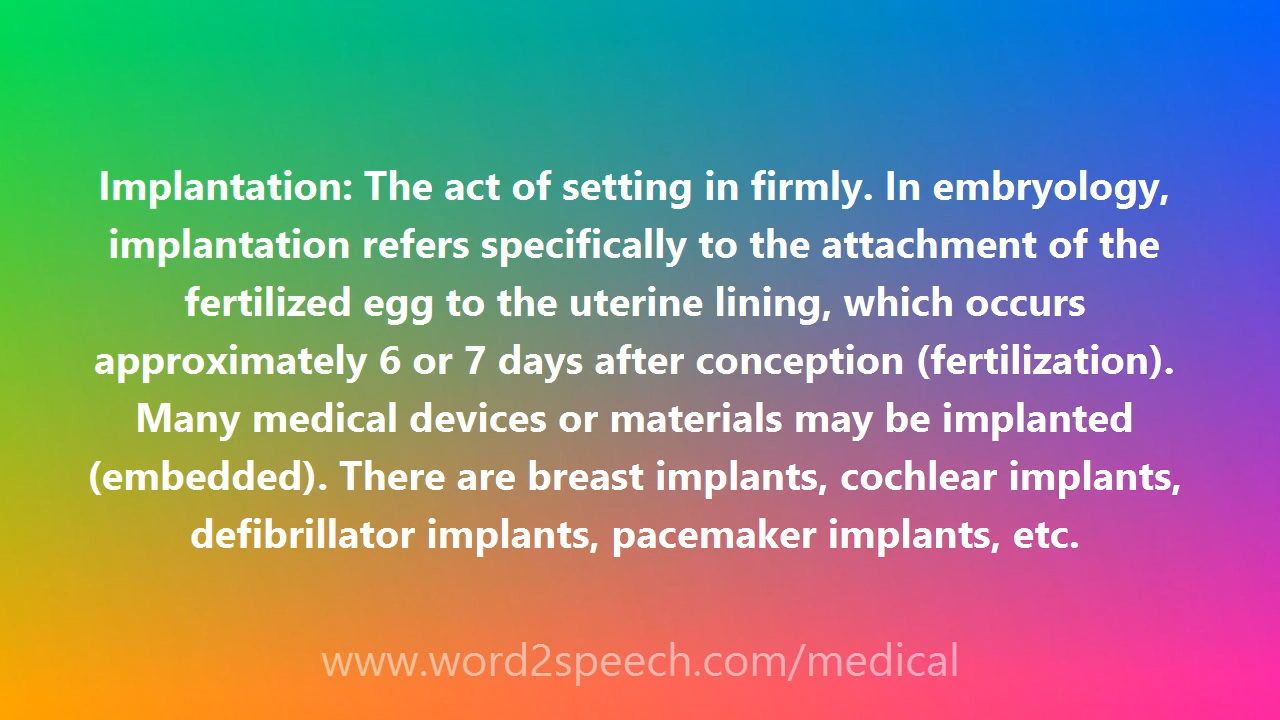 Implantation: The act of setting in firmly. In embryology,
implantation refers specifically to the attachment of the
fertilized egg to the uterine lining, which occurs
approximately 6 or 7 days after conception (fertilization).
Many medical devices or materials may be implanted
(embedded). There are breast implants, cochlear implants,
defibrillator implants, pacemaker implants, etc.
www.word2speech.com/medical